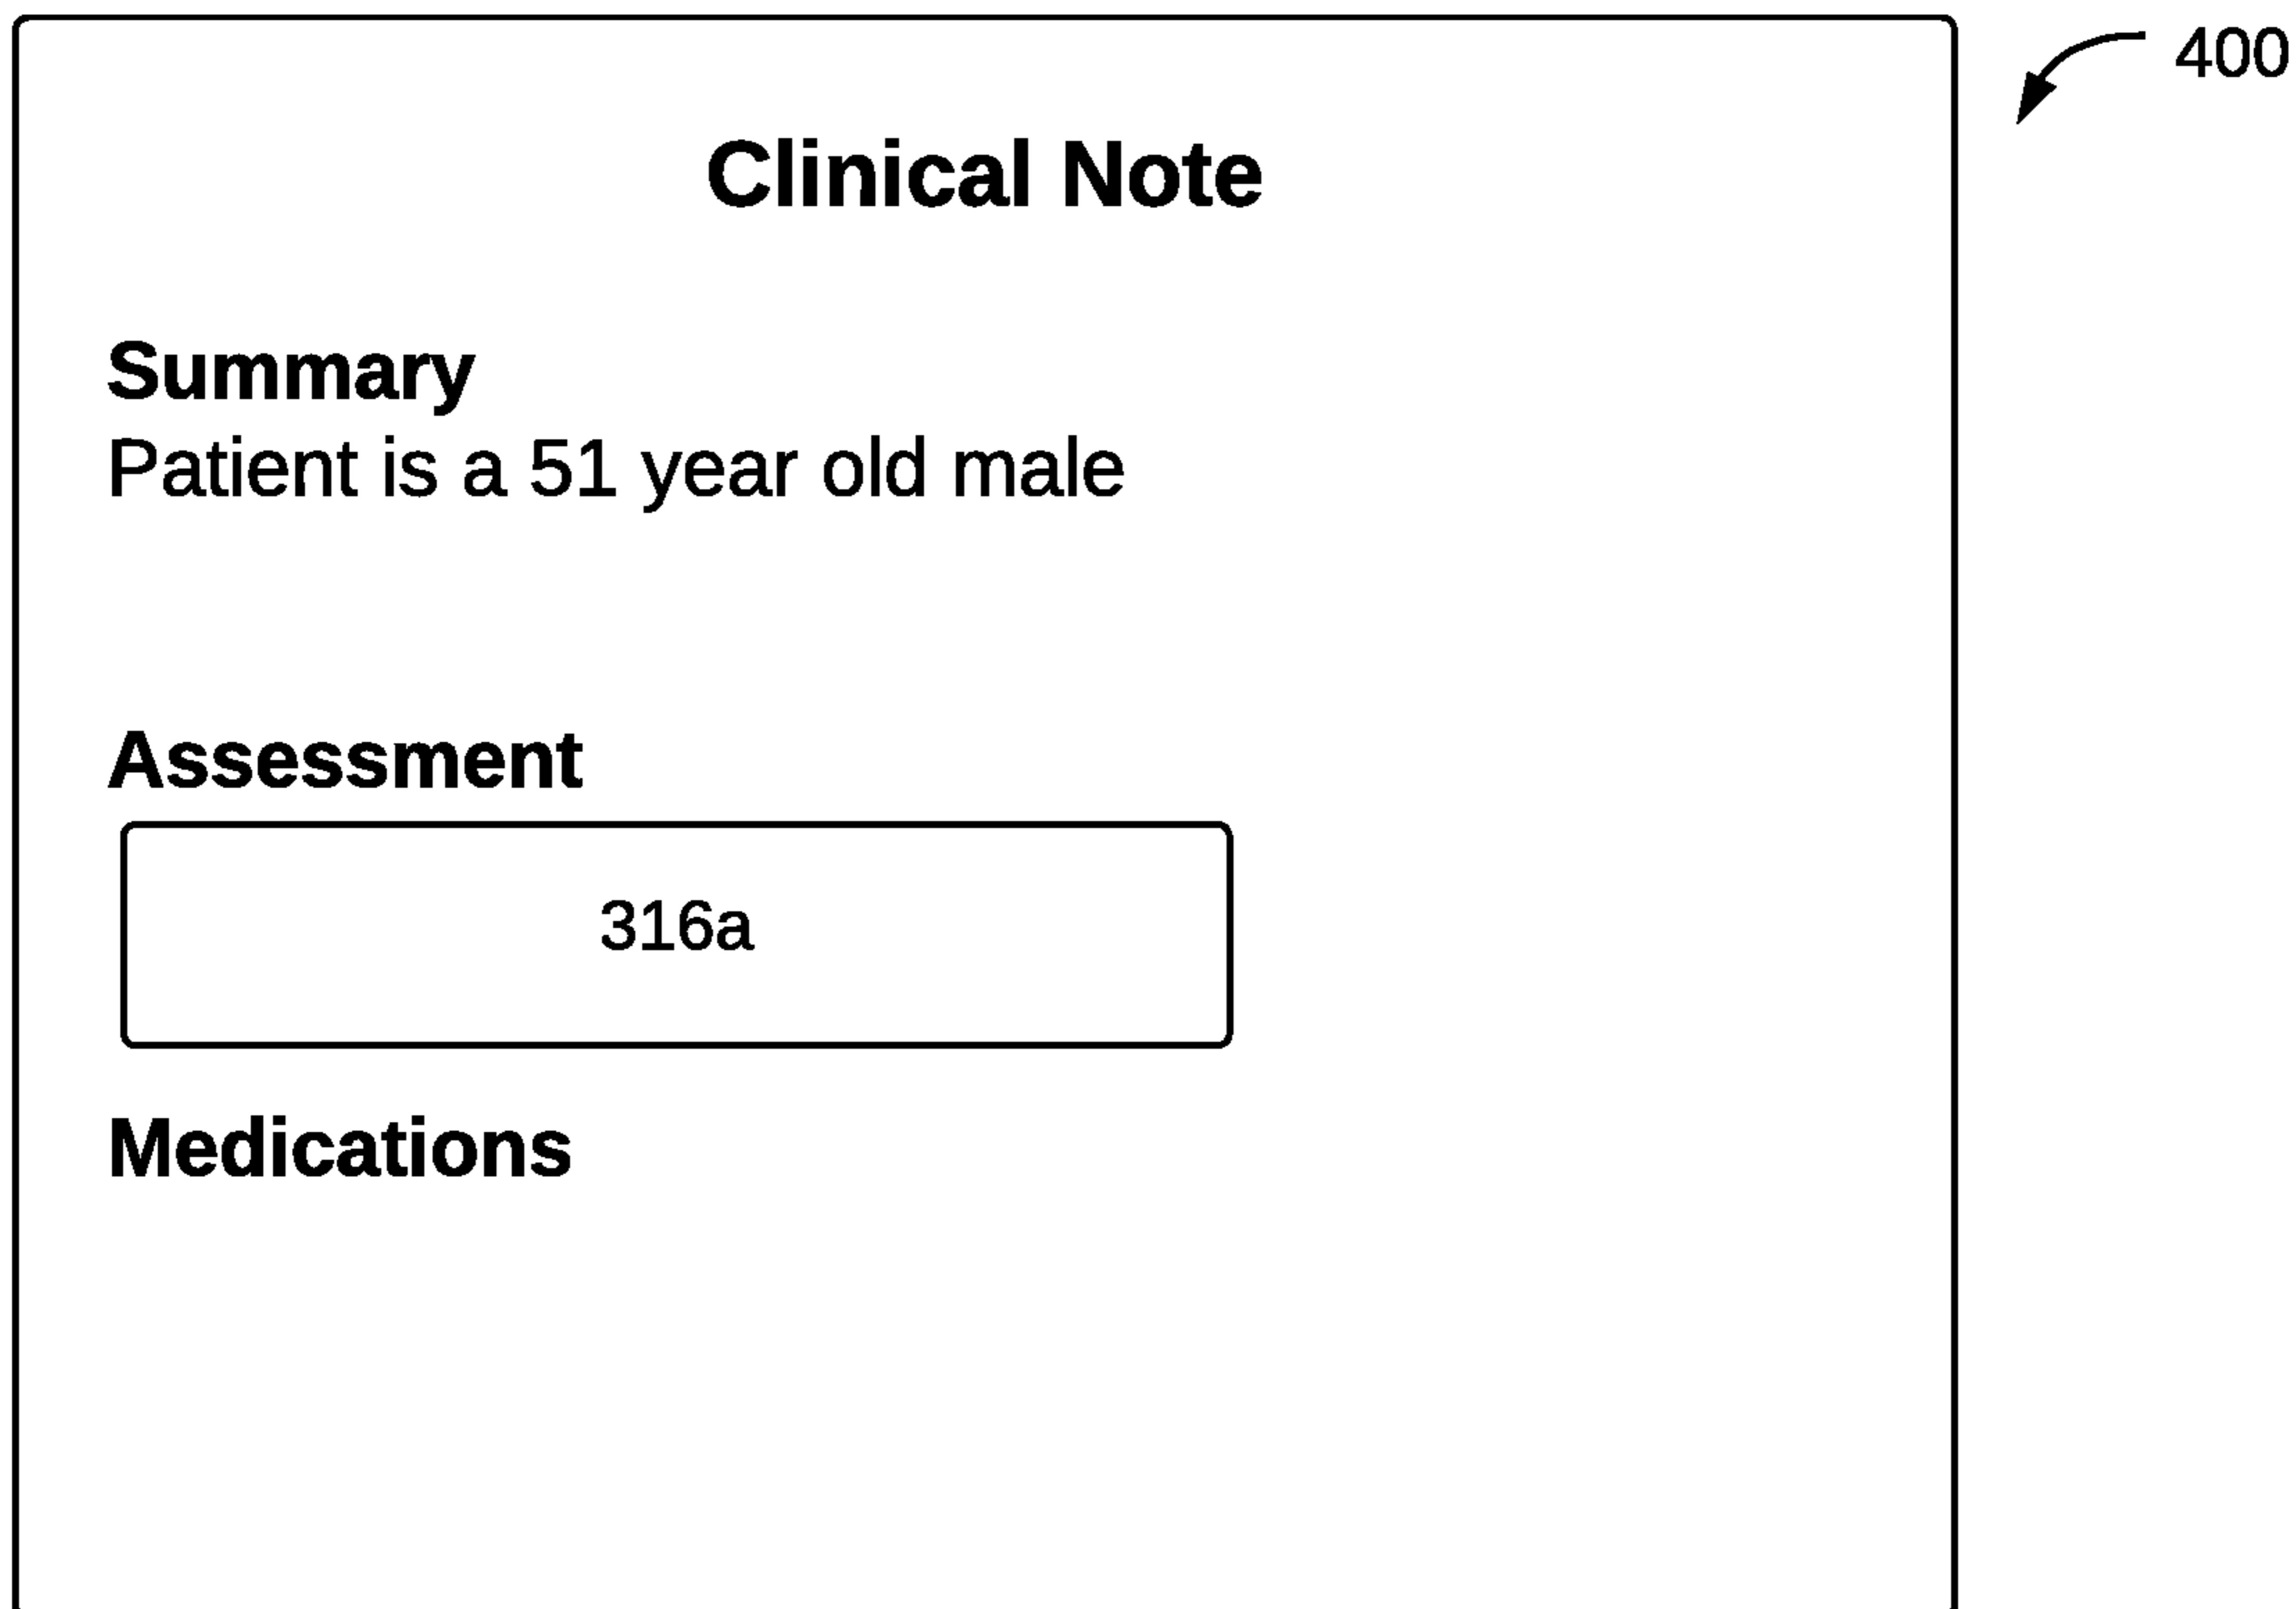 400
Clinical Note
Summary
Patient is a 51 year old male
Assessment
316a
Medications